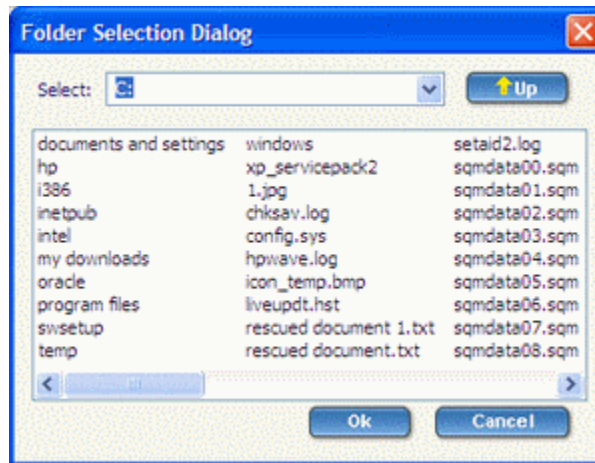 Folder Selection Dialog
Select: C: Up
documents and settings windows setaid2.log
hp xp_servicepack2 sqmdata00.sqm
i386 1.jpg sqmdata01.sqm
inetpub chksav.log sqmdata02.sqm
intel config.sys sqmdata03.sqm
my downloads hpwave.log sqmdata04.sqm
oracle icon_temp.bmp sqmdata05.sqm
program files liveupdt.hst sqmdata06.sqm
swsetup rescued document 1.txt sqmdata07.sqm
temp rescued document.txt sqmdata08.sqm
Ok Cancel